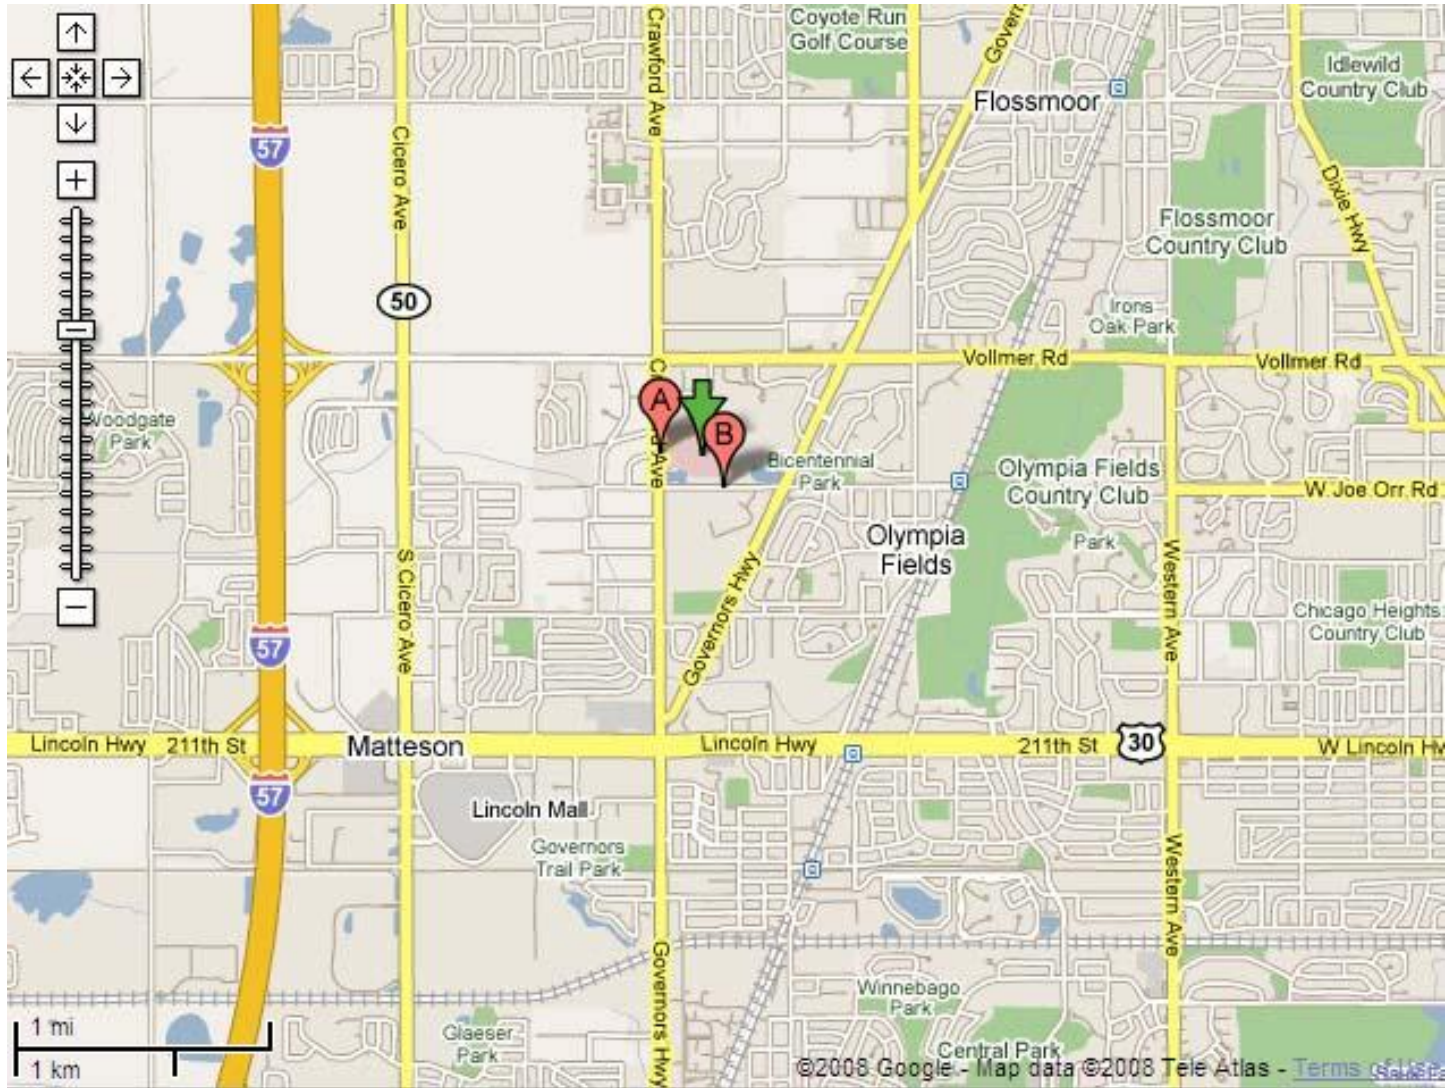 Coyote Run
Golf Course
Crawford Ave
Idlewild
Country Club
Flossmoor
57
Cicero Ave
Dixie Hwy
Flossmoor
Country Club
50
Irons
Oak Park
Vollmer Rd
Vollmer Rd
A
B
Woodgate
Park
Ave
Bicentennial
Park
Olympia Fields
Country Club
W Joe Orr Rd
Olympia
Fields
Park
Governors Hwy
S Cicero Ave
Western Ave
Chicago Heights
Country Club
57
Lincoln Hwy
211th St
Matteson
Lincoln Hwy
211th St
30
W Lincoln Hw
57
Lincoln Mall
Governors
Trail Park
Western Ave
Governors Hwy
Winnebago
Park
1 mi
1 km
Glaeser
Park
Central Park
©2008 Google - Map data ©2008 Tele Atlas - Terms of Use